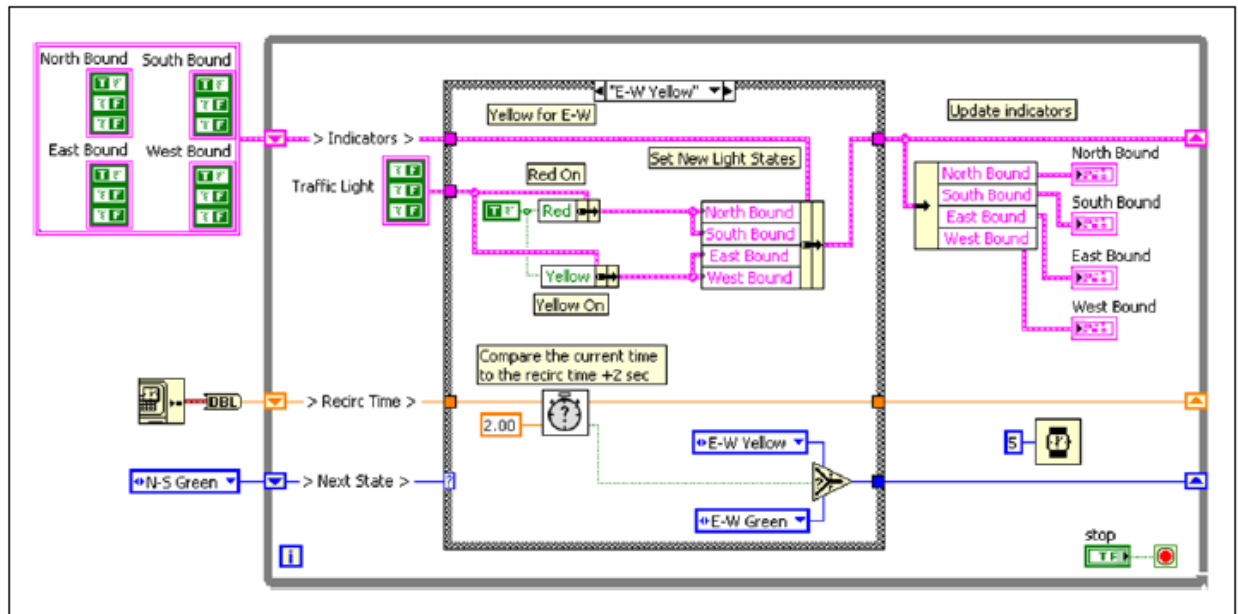 "E-W Yellow"
North Bound
South Bound
East Bound
West Bound
Yellow for E-W
Update indicators
> Indicators >
Set New Light States
Traffic Light
Red On
Red
North Bound
South Bound
East Bound
West Bound
Yellow
Yellow On
North Bound
South Bound
East Bound
West Bound
North Bound
South Bound
East Bound
West Bound
Compare the current time
to the recirc time +2 sec
DBL
> Recirc Time >
2.00
?
E-W Yellow
5
N-S Green
> Next State >
?
?
E-W Green
i
stop
TF